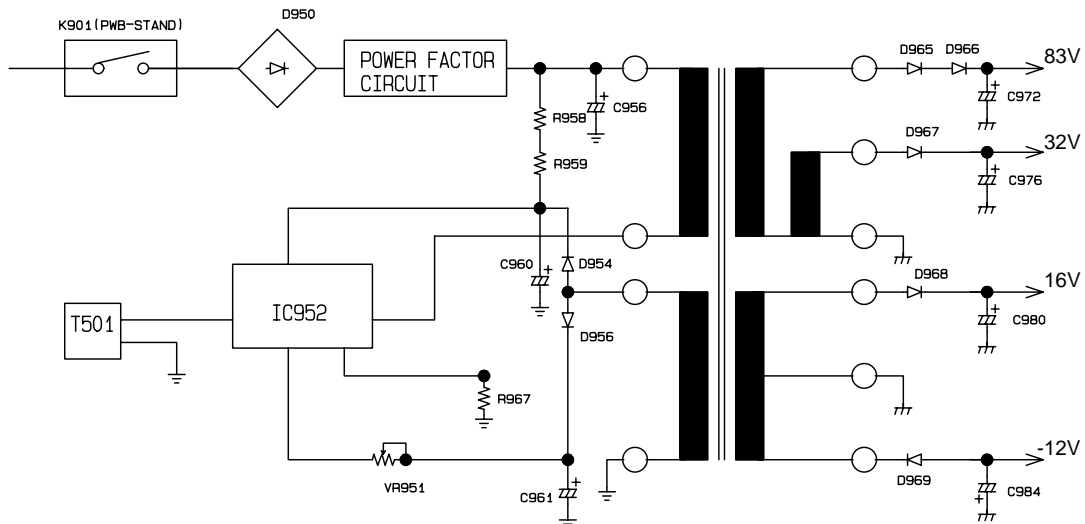 K901(PWB-STAND)
D950
POWER FACTOR
CIRCUIT
R958
C956
R959
D965
D966
83V
C972
D967
32V
C976
C960
D954
D956
D968
16V
C980
T501
IC952
R967
VR951
C961
D969
-12V
C984